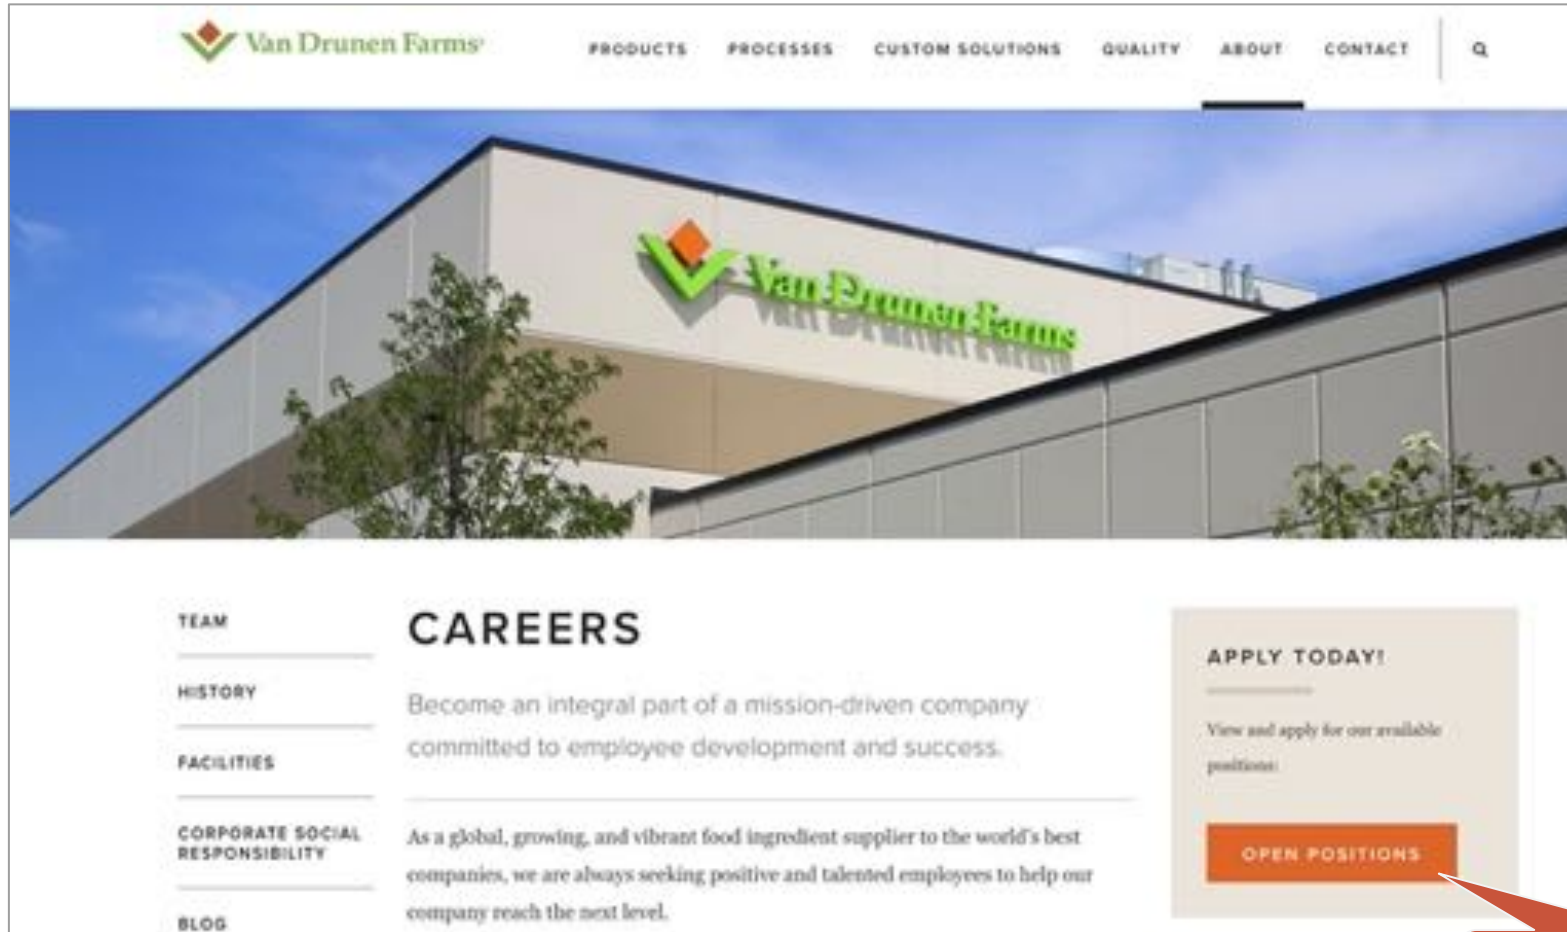 Van Drunen Farms
PRODUCTS PROCESSES CUSTOM SOLUTIONS QUALITY ABOUT CONTACT
Van Drunen Farms
TEAM
HISTORY
FACILITIES
CORPORATE SOCIAL
RESPONSIBILITY
BLOG
CAREERS
Become an integral part of a mission-driven company
committed to employee development and success.
As a global, growing, and vibrant food ingredient supplier to the world's best
companies, we are always seeking positive and talented employees to help our
company reach the next level.
APPLY TODAY!
View and apply for our available
positions:
OPEN POSITIONS